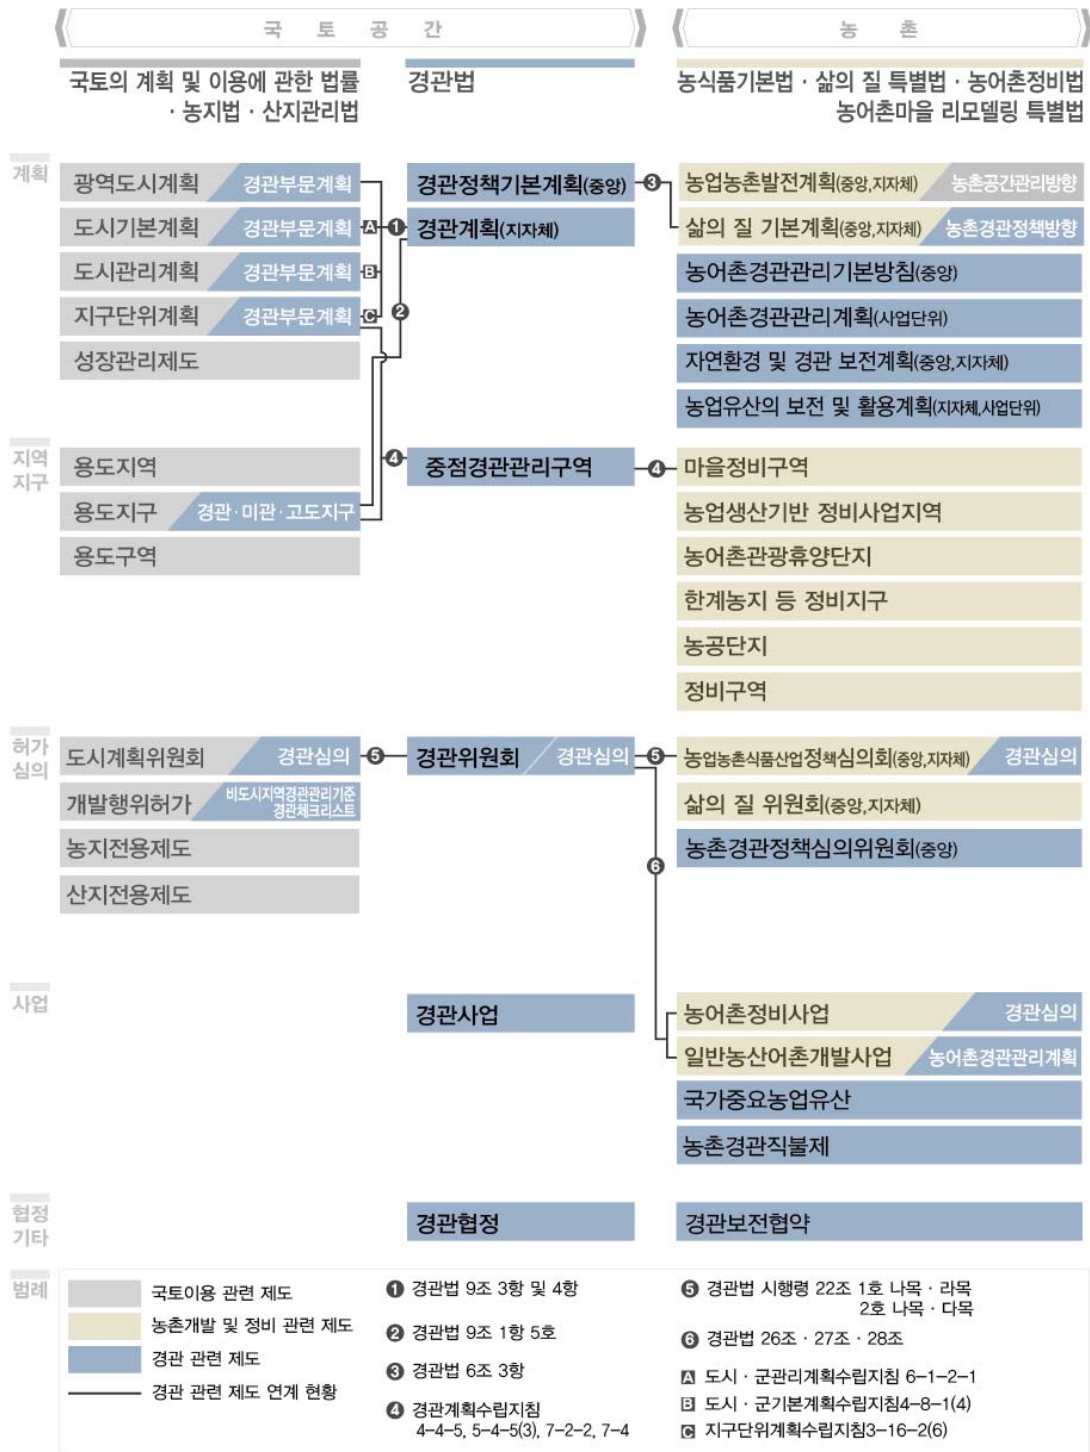 국 토 공 간
농 촌
국토의 계획 및 이용에 관한 법률
· 농지법 · 산지관리법
경관법
농식품기본법 · 삶의 질 특별법 · 농어촌정비법
농어촌마을 리모델링 특별법
계획
광역도시계획 경관부문계획
경관정책기본계획(중앙)
❸
농업농촌발전계획(중앙,지자체) 농촌공간관리방향
도시기본계획 경관부문계획
A
❶
경관계획(지자체)
삶의 질 기본계획(중앙,지자체) 농촌경관정책방향
도시관리계획 경관부문계획
B
농어촌경관관리기본방침(중앙)
지구단위계획 경관부문계획
C
❷
농어촌경관관리계획(사업단위)
성장관리제도
자연환경 및 경관 보전계획(중앙,지자체)
농업유산의 보전 및 활용계획(지자체,사업단위)
지역
지구
용도지역
❹
중점경관관리구역
❹
마을정비구역
용도지구 경관·미관·고도지구
농업생산기반 정비사업지역
용도구역
농어촌관광휴양단지
한계농지 등 정비지구
농공단지
정비구역
허가
심의
도시계획위원회 경관심의
❺
경관위원회 경관심의
❺
농업농촌식품산업정책심의회(중앙,지자체) 경관심의
개발행위허가 비도시지역경관관리기준
경관체크리스트
삶의 질 위원회(중앙,지자체)
농지전용제도
농촌경관정책심의위원회(중앙)
❻
산지전용제도
사업
경관사업
농어촌정비사업 경관심의
일반농산어촌개발사업 농어촌경관관리계획
국가중요농업유산
농촌경관직불제
협정
기타
경관협정
경관보전협약
범례
국토이용 관련 제도
농촌개발 및 정비 관련 제도
경관 관련 제도
경관 관련 제도 연계 현황
❶ 경관법 9조 3항 및 4항
❷ 경관법 9조 1항 5호
❸ 경관법 6조 3항
❹ 경관계획수립지침
4-4-5, 5-4-5(3), 7-2-2, 7-4
❺ 경관법 시행령 22조 1호 나목 · 라목
2호 나목 · 다목
❻ 경관법 26조 · 27조 · 28조
A 도시 · 군관리계획수립지침 6-1-2-1
B 도시 · 군기본계획수립지침4-8-1(4)
C 지구단위계획수립지침3-16-2(6)